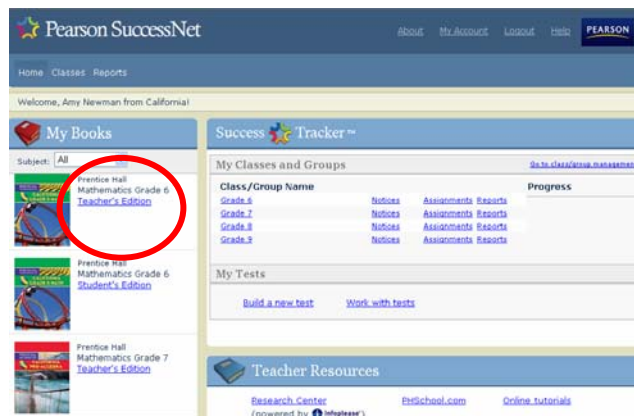 Pearson SuccessNet
About My Account Logout Help PEARSON
Home Classes Reports
Welcome, Amy Newman from California!
My Books
Subject: All
Prentice Hall
Mathematics Grade 6
Teacher's Edition
Prentice Hall
Mathematics Grade 6
Student's Edition
Prentice Hall
Mathematics Grade 7
Teacher's Edition
Success Tracker™
My Classes and Groups Go to class/group management
Class/Group Name Progress
Grade 6 Notices Assignments Reports
Grade 7 Notices Assignments Reports
Grade 8 Notices Assignments Reports
Grade 9 Notices Assignments Reports
My Tests
Build a new test Work with tests
Teacher Resources
Research Center PHSchool.com Online tutorials
(powered by infoplease)